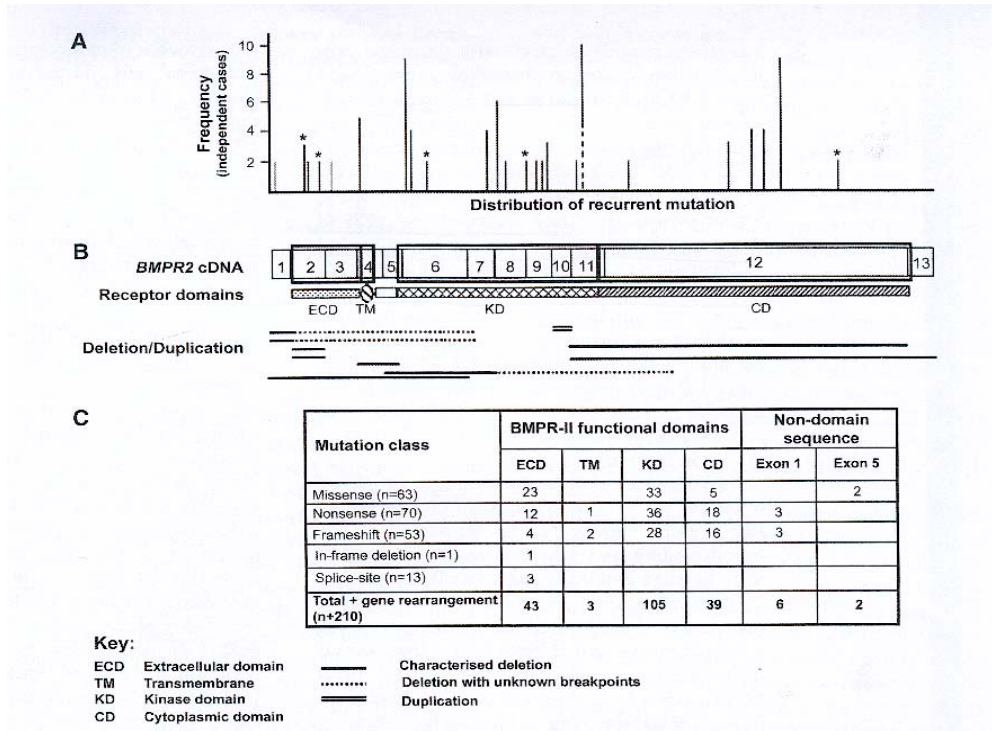 A
Frequency
(independent cases)
10
8
6
4
2
* * * * *
Distribution of recurrent mutation
B
BMPR2 cDNA
1 2 3 4 5 6 7 8 9 10 11 12 13
Receptor domains
ECD TM KD CD
Deletion/Duplication
C
Mutation class BMPR-II functional domains Non-domain sequence
ECD TM KD CD Exon 1 Exon 5
Missense (n=63) 23 33 5 2
Nonsense (n=70) 12 1 36 18 3
Frameshift (n=53) 4 2 28 16 3
In-frame deletion (n=1) 1
Splice-site (n=13) 3
Total + gene rearrangement
(n+210) 43 3 105 39 6 2
Key:
ECD Extracellular domain Characterised deletion
TM Transmembrane Deletion with unknown breakpoints
KD Kinase domain Duplication
CD Cytoplasmic domain